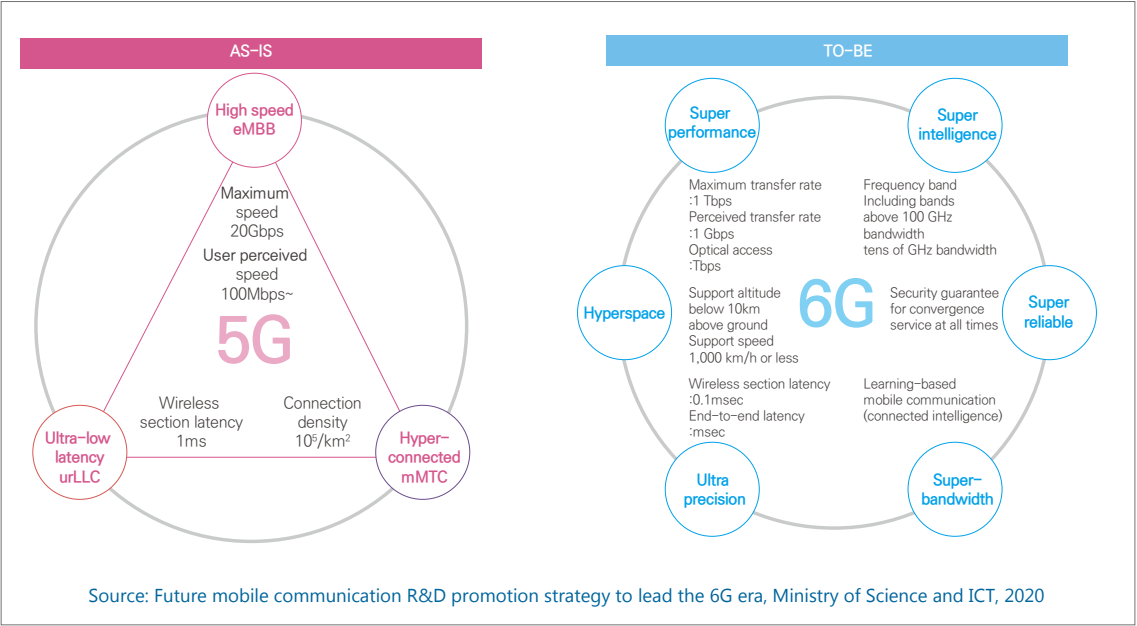 AS-IS
High speed
eMBB
Maximum
speed
20Gbps
User perceived
speed
100Mbps~
5G
Wireless
section latency
1ms
Connection
density
10⁵/km²
Ultra-low
latency
urLLC
Hyper-
connected
mMTC
TO-BE
Super
performance
Super
intelligence
Maximum transfer rate
:1 Tbps
Perceived transfer rate
:1 Gbps
Optical access
:Tbps
Frequency band
Including bands
above 100 GHz
bandwidth
tens of GHz bandwidth
Hyperspace
Support altitude
below 10km
above ground
Support speed
1,000 km/h or less
6G
Security guarantee
for convergence
service at all times
Super
reliable
Wireless section latency
:0.1msec
End-to-end latency
:msec
Learning-based
mobile communication
(connected intelligence)
Ultra
precision
Super-
bandwidth
Source: Future mobile communication R&D promotion strategy to lead the 6G era, Ministry of Science and ICT, 2020